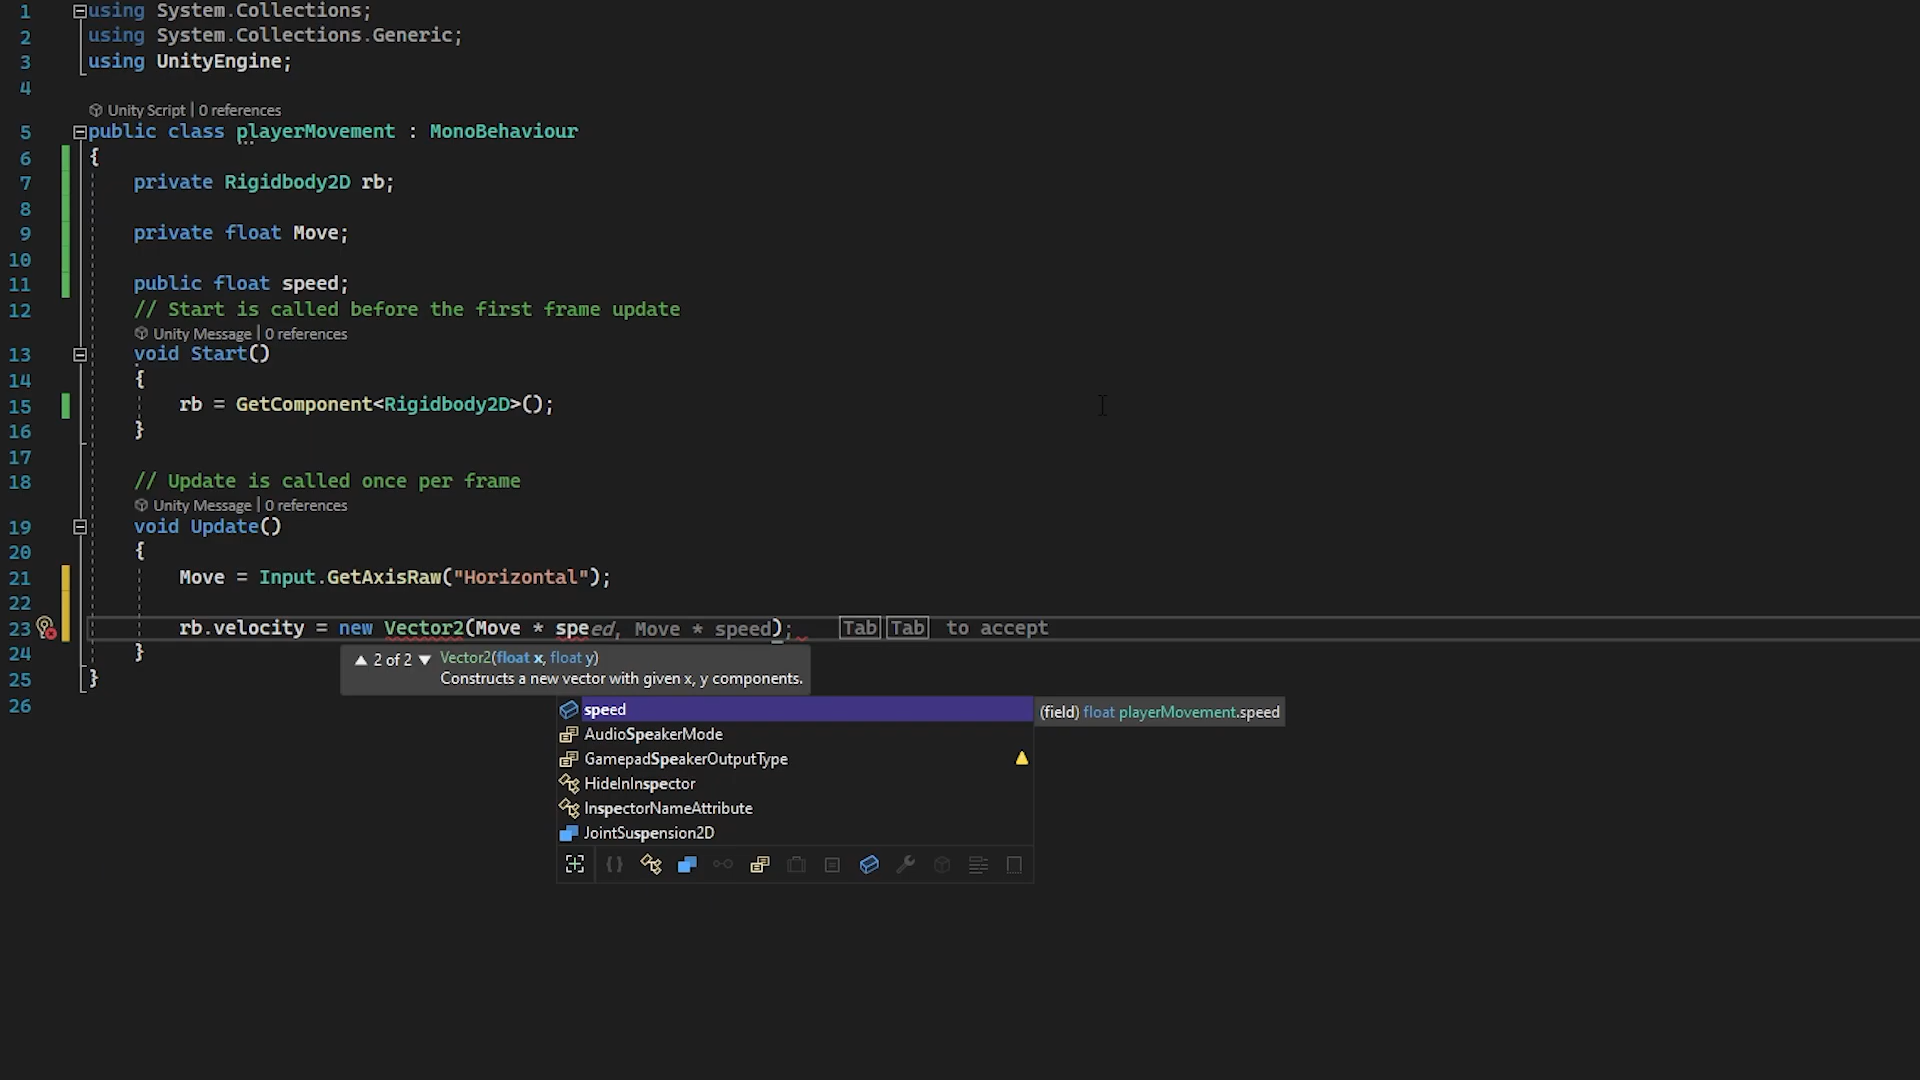 1 using System.Collections;
2 using System.Collections.Generic;
3 using UnityEngine;
4
Unity Script | 0 references
5 public class playerMovement : MonoBehaviour
6 {
7 private Rigidbody2D rb;
8
9 private float Move;
10
11 public float speed;
12 // Start is called before the first frame update
Unity Message | 0 references
13 void Start()
14 {
15 rb = GetComponent<Rigidbody2D>();
16 }
17
18 // Update is called once per frame
Unity Message | 0 references
19 void Update()
20 {
21 Move = Input.GetAxisRaw("Horizontal");
22
23 rb.velocity = new Vector2(Move * speed, Move * speed); Tab Tab to accept
24 }
▲ 2 of 2 ▼ Vector2(float x, float y)
Constructs a new vector with given x, y components.
25 }
26
speed
(field) float playerMovement.speed
AudioSpeakerMode
GamepadSpeakerOutputType
HideInInspector
InspectorNameAttribute
JointSuspension2D